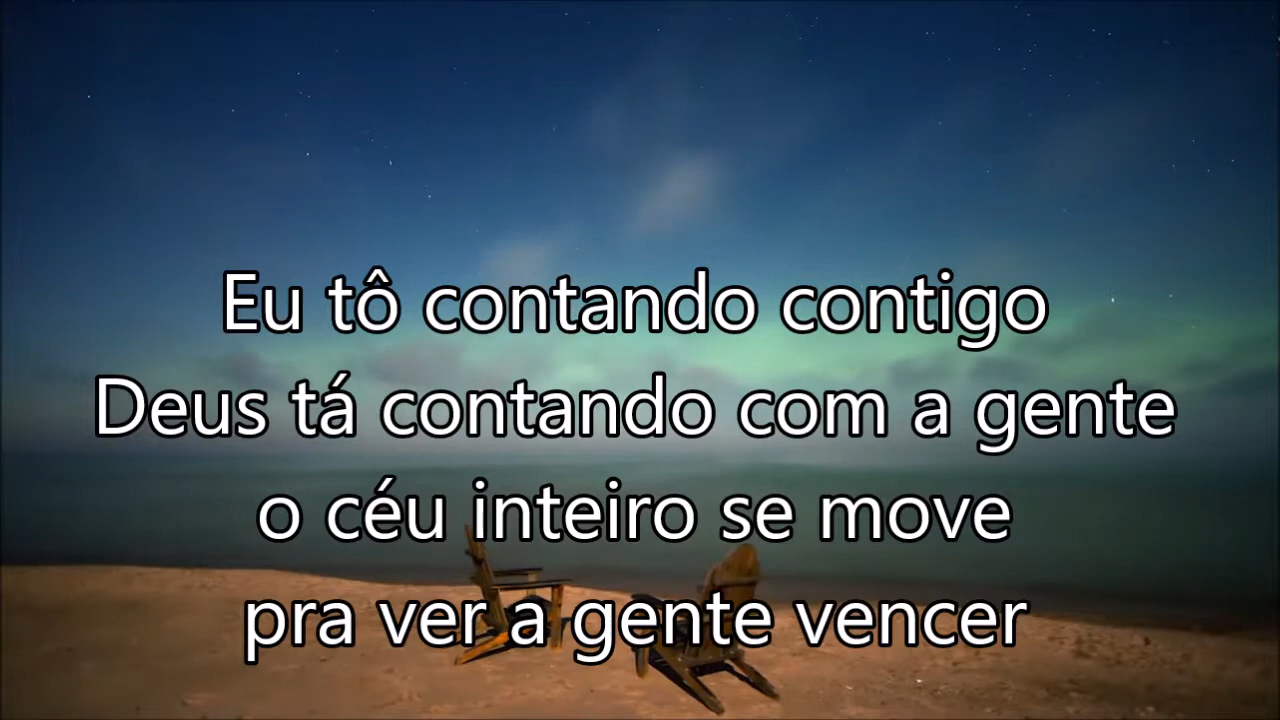 Eu tô contando contigo
Deus tá contando com a gente
o céu inteiro se move
pra ver a gente vencer